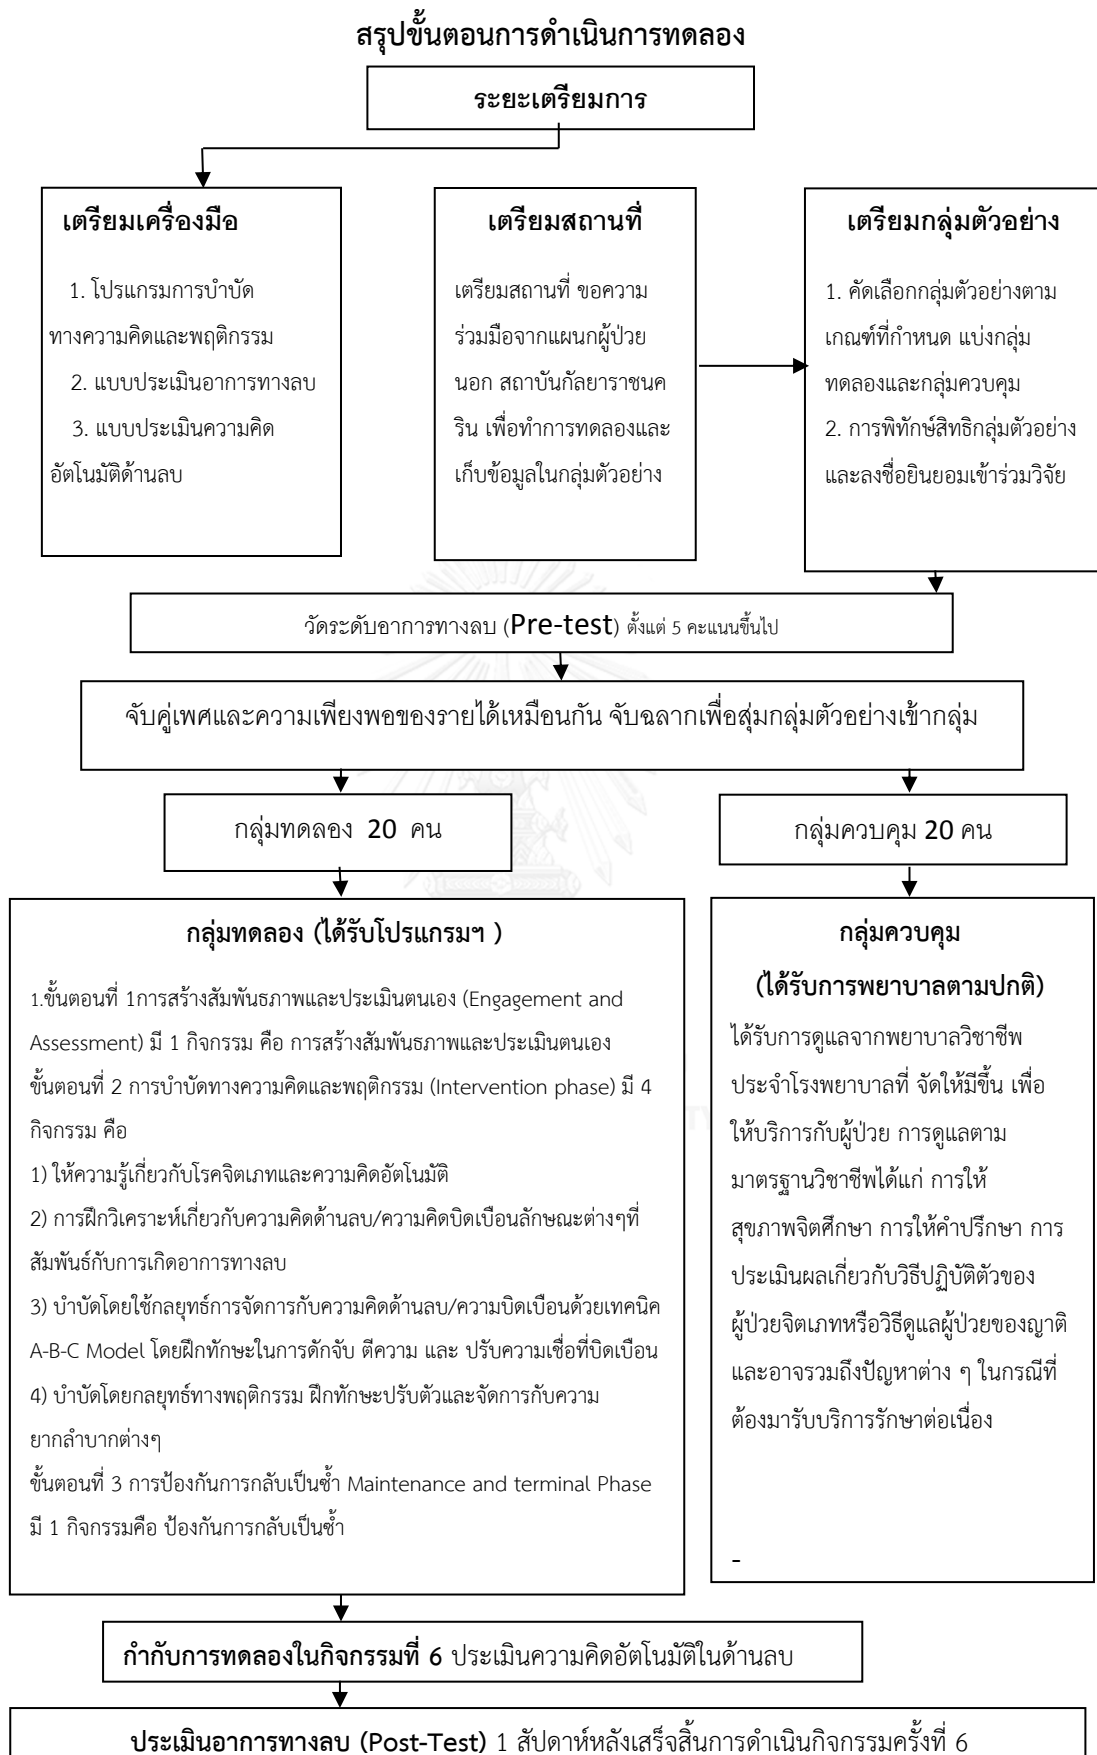 สรุปขั้นตอนการดำเนินการทดลอง
ระยะเตรียมการ
เตรียมเครื่องมือ
1. โปรแกรมการบำบัด
ทางความคิดและพฤติกรรม
2. แบบประเมินอาการทางลบ
3. แบบประเมินความคิด
อัตโนมัติด้านลบ
เตรียมสถานที่
เตรียมสถานที่ ขอความ
ร่วมมือจากแผนกผู้ป่วย
นอก สถาบันกัลยาราชนค
ริน เพื่อทำการทดลองและ
เก็บข้อมูลในกลุ่มตัวอย่าง
เตรียมกลุ่มตัวอย่าง
1. คัดเลือกกลุ่มตัวอย่างตาม
เกณฑ์ที่กำหนด แบ่งกลุ่ม
ทดลองและกลุ่มควบคุม
2. การพิทักษ์สิทธิกลุ่มตัวอย่าง
และลงชื่อยินยอมเข้าร่วมวิจัย
วัดระดับอาการทางลบ (Pre-test) ตั้งแต่ 5 คะแนนขึ้นไป
จับคู่เพศและความเพียงพอของรายได้เหมือนกัน จับฉลากเพื่อสุ่มกลุ่มตัวอย่างเข้ากลุ่ม
กลุ่มทดลอง 20 คน
กลุ่มควบคุม 20 คน
กลุ่มทดลอง (ได้รับโปรแกรมฯ )
1.ขั้นตอนที่ 1การสร้างสัมพันธภาพและประเมินตนเอง (Engagement and
Assessment) มี 1 กิจกรรม คือ การสร้างสัมพันธภาพและประเมินตนเอง
ขั้นตอนที่ 2 การบำบัดทางความคิดและพฤติกรรม (Intervention phase) มี 4
กิจกรรม คือ
1) ให้ความรู้เกี่ยวกับโรคจิตเภทและความคิดอัตโนมัติ
2) การฝึกวิเคราะห์เกี่ยวกับความคิดด้านลบ/ความคิดบิดเบือนลักษณะต่างๆที่
สัมพันธ์กับการเกิดอาการทางลบ
3) บำบัดโดยใช้กลยุทธ์การจัดการกับความคิดด้านลบ/ความบิดเบือนด้วยเทคนิค
A-B-C Model โดยฝึกทักษะในการดักจับ ตีความ และ ปรับความเชื่อที่บิดเบือน
4) บำบัดโดยกลยุทธ์ทางพฤติกรรม ฝึกทักษะปรับตัวและจัดการกับความ
ยากลำบากต่างๆ
ขั้นตอนที่ 3 การป้องกันการกลับเป็นซ้ำ Maintenance and terminal Phase
มี 1 กิจกรรมคือ ป้องกันการกลับเป็นซ้ำ
กลุ่มควบคุม
(ได้รับการพยาบาลตามปกติ)
ได้รับการดูแลจากพยาบาลวิชาชีพ
ประจำโรงพยาบาลที่ จัดให้มีขึ้น เพื่อ
ให้บริการกับผู้ป่วย การดูแลตาม
มาตรฐานวิชาชีพได้แก่ การให้
สุขภาพจิตศึกษา การให้คำปรึกษา การ
ประเมินผลเกี่ยวกับวิธีปฏิบัติตัวของ
ผู้ป่วยจิตเภทหรือวิธีดูแลผู้ป่วยของญาติ
และอาจรวมถึงปัญหาต่าง ๆ ในกรณีที่
ต้องมารับบริการรักษาต่อเนื่อง
-
กำกับการทดลองในกิจกรรมที่ 6 ประเมินความคิดอัตโนมัติในด้านลบ
ประเมินอาการทางลบ (Post-Test) 1 สัปดาห์หลังเสร็จสิ้นการดำเนินกิจกรรมครั้งที่ 6